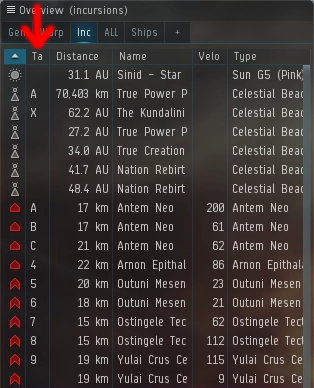 Overview (incursions)
Gen Warp Inc ALL Ships +
Ta Distance Name Velo Type
31.1 AU Sinid - Star Sun G5 (Pink)
A 70,403 km True Power P Celestial Beac
X 62.2 AU The Kundalini Celestial Beac
27.2 AU True Power P Celestial Beac
34.0 AU True Creation Celestial Beac
41.7 AU Nation Rebirt Celestial Beac
48.4 AU Nation Rebirt Celestial Beac
A 17 km Antem Neo 200 Antem Neo
B 17 km Antem Neo 61 Antem Neo
C 21 km Antem Neo 62 Antem Neo
4 22 km Arnon Epithal 86 Arnon Epithal
5 20 km Outuni Mesen 23 Outuni Mesen
6 18 km Outuni Mesen 21 Outuni Mesen
7 15 km Ostingele Tec 62 Ostingele Tec
8 15 km Ostingele Tec 112 Ostingele Tec
9 19 km Yulai Crus Ce 115 Yulai Crus Ce
19 km Yulai Crus Ce 9 Yulai Crus Ce